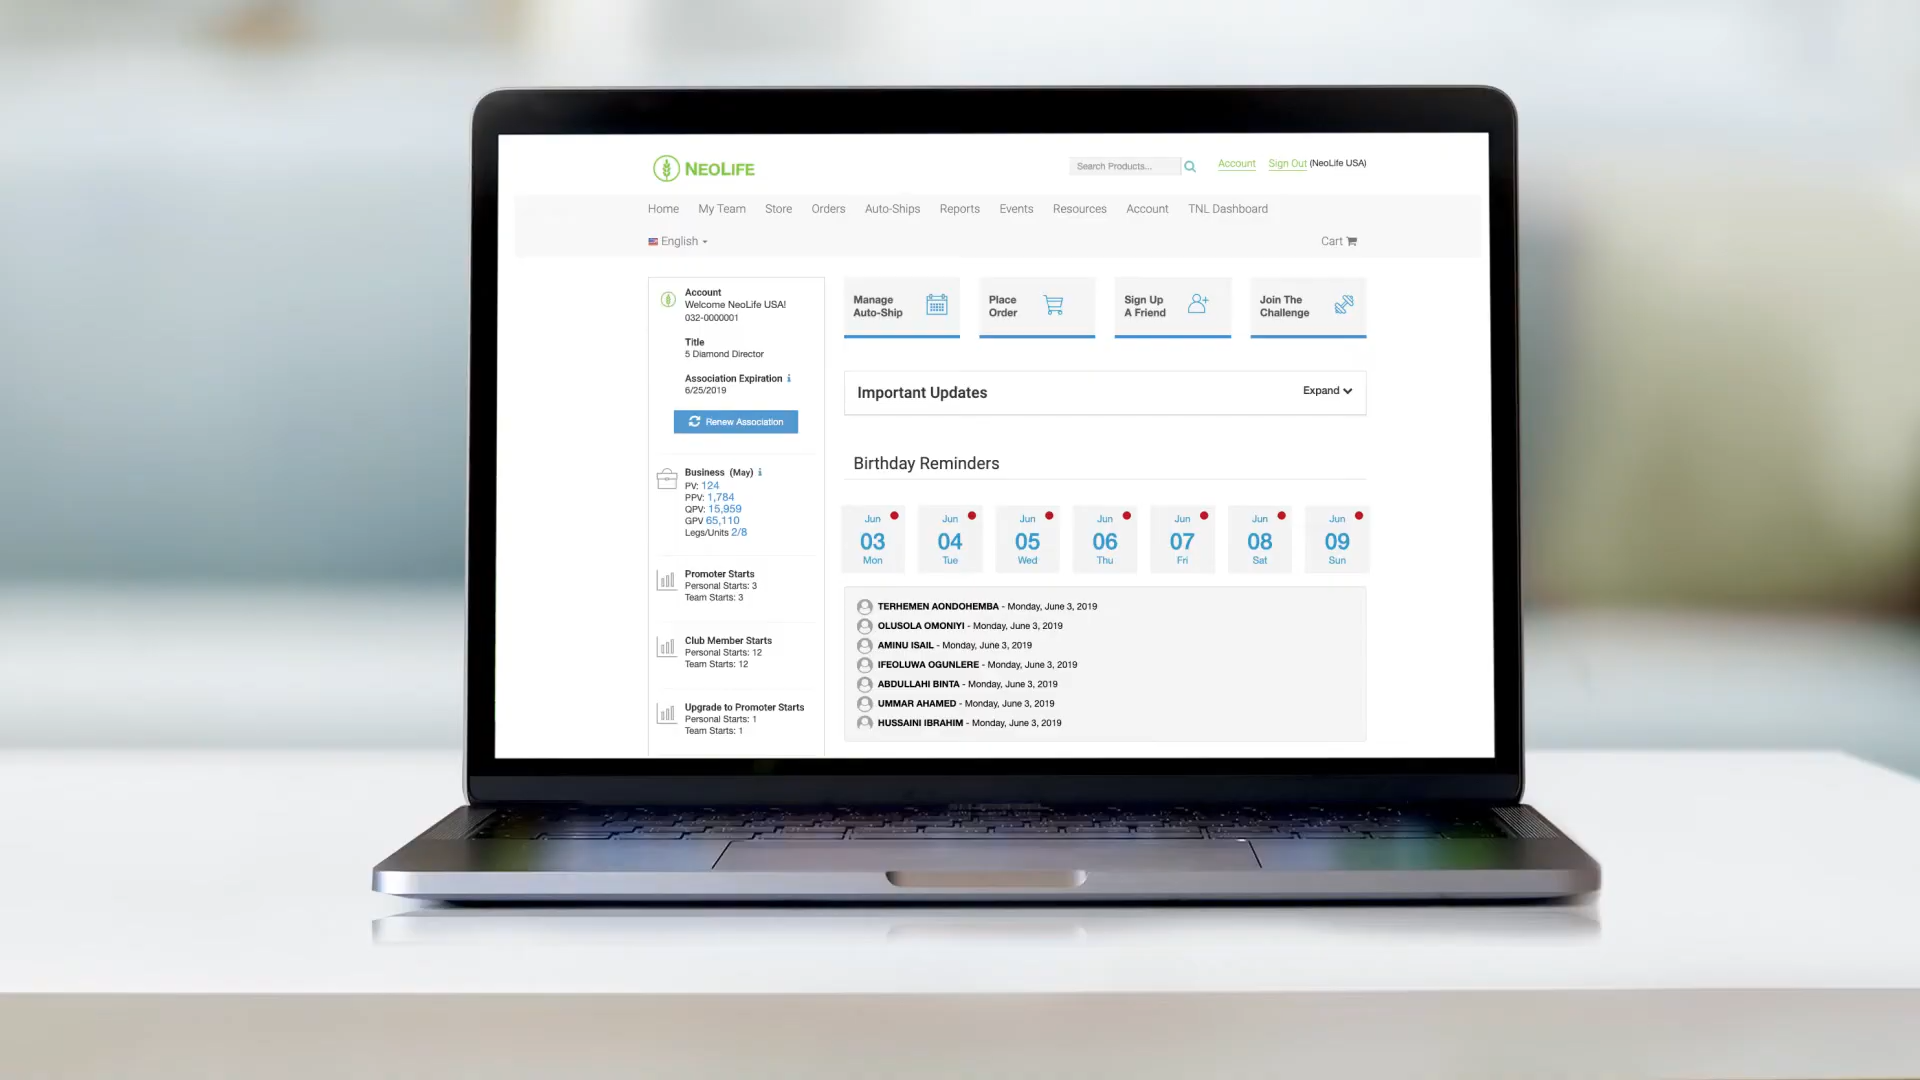 NEOLIFE
Search Products...
Account
Sign Out (NeoLife USA)
Home
My Team
Store
Orders
Auto-Ships
Reports
Events
Resources
Account
TNL Dashboard
English
Cart
Account
Welcome NeoLife USA!
032-0000001
Title
5 Diamond Director
Association Expiration i
6/25/2019
Renew Association
Business (May) i
PV: 124
PPV: 1,784
QPV: 15,959
GPV 65,110
Legs/Units 2/8
Promoter Starts
Personal Starts: 3
Team Starts: 3
Club Member Starts
Personal Starts: 12
Team Starts: 12
Upgrade to Promoter Starts
Personal Starts: 1
Team Starts: 1
Manage
Auto-Ship
Place
Order
Sign Up
A Friend
Join The
Challenge
Important Updates
Expand
Birthday Reminders
Jun
03
Mon
Jun
04
Tue
Jun
05
Wed
Jun
06
Thu
Jun
07
Fri
Jun
08
Sat
Jun
09
Sun
TERHEMEN AONDOHEMBA - Monday, June 3, 2019
OLUSOLA OMONIYI - Monday, June 3, 2019
AMINU ISAIL - Monday, June 3, 2019
IFEOLUWA OGUNLERE - Monday, June 3, 2019
ABDULLAHI BINTA - Monday, June 3, 2019
UMMAR AHAMED - Monday, June 3, 2019
HUSSAINI IBRAHIM - Monday, June 3, 2019